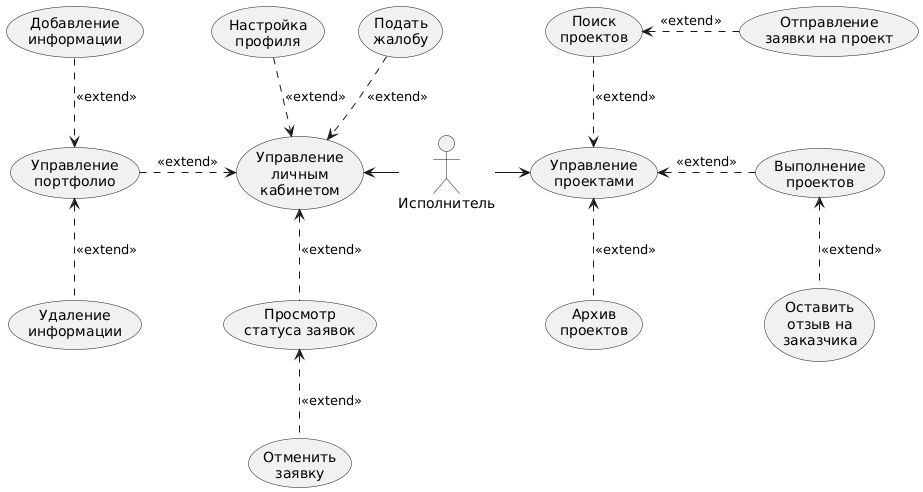 Добавление
информации
Настройка
профиля
Подать
жалобу
Поиск
проектов
«extend»
Отправление
заявки на проект
«extend»
«extend»
«extend»
«extend»
Управление
портфолио
«extend»
Управление
личным
кабинетом
Исполнитель
Управление
проектами
«extend»
Выполнение
проектов
«extend»
«extend»
«extend»
«extend»
Удаление
информации
Просмотр
статуса заявок
Архив
проектов
Оставить
отзыв на
заказчика
«extend»
Отменить
заявку